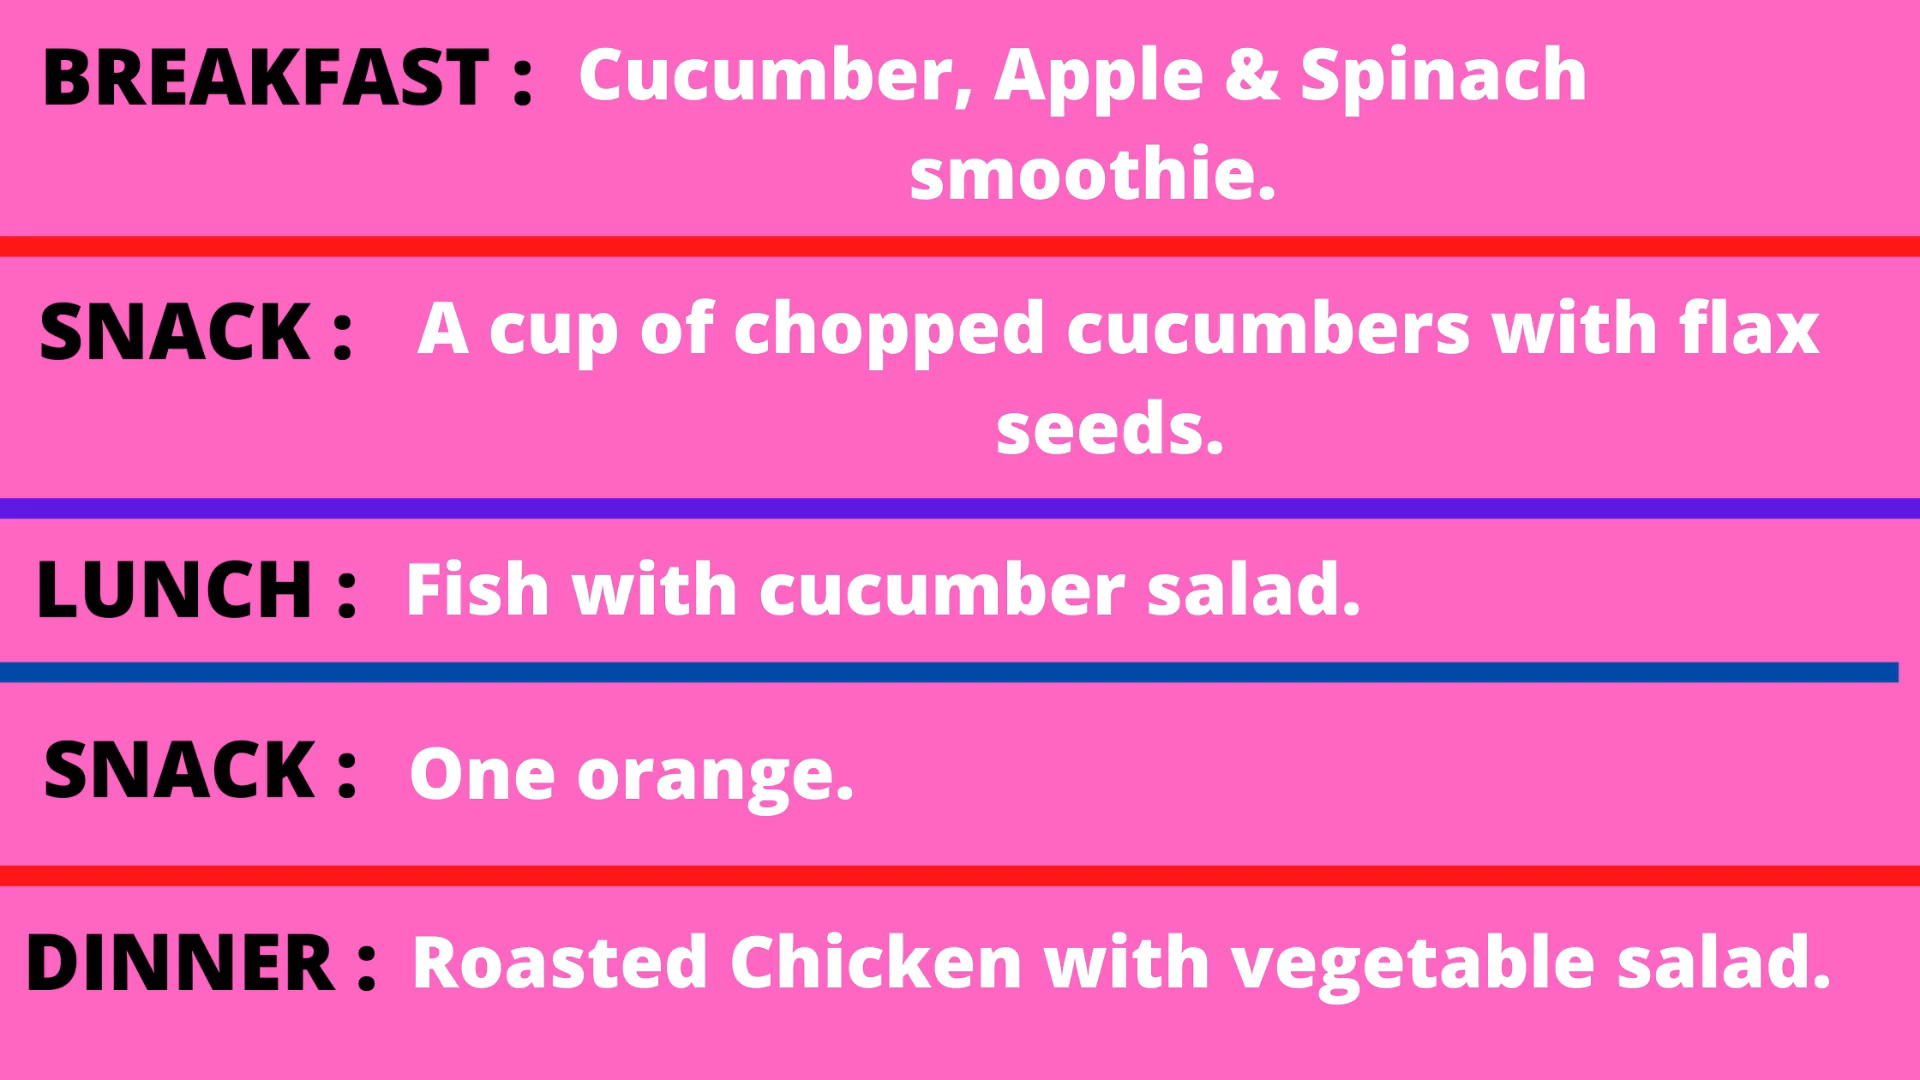 BREAKFAST : Cucumber, Apple & Spinach
smoothie.
SNACK : A cup of chopped cucumbers with flax
seeds.
LUNCH : Fish with cucumber salad.
SNACK : One orange.
DINNER : Roasted Chicken with vegetable salad.